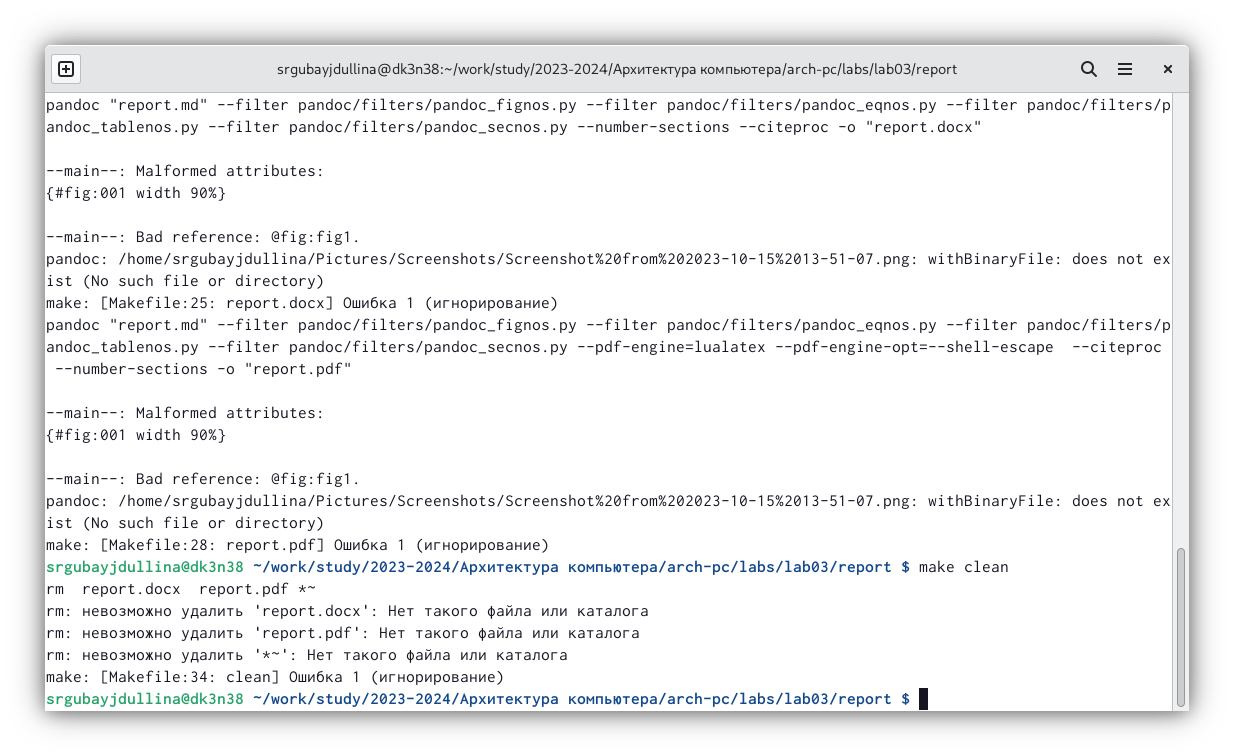 srgubayjdullina@dk3n38:~/work/study/2023-2024/Архитектура компьютера/arch-pc/labs/lab03/report
pandoc "report.md" --filter pandoc/filters/pandoc_fignos.py --filter pandoc/filters/pandoc_eqnos.py --filter pandoc/filters/p
andoc_tablenos.py --filter pandoc/filters/pandoc_secnos.py --number-sections --citeproc -o "report.docx"
--main--: Malformed attributes:
{#fig:001 width 90%}
--main--: Bad reference: @fig:fig1.
pandoc: /home/srgubayjdullina/Pictures/Screenshots/Screenshot%20from%202023-10-15%2013-51-07.png: withBinaryFile: does not ex
ist (No such file or directory)
make: [Makefile:25: report.docx] Ошибка 1 (игнорирование)
pandoc "report.md" --filter pandoc/filters/pandoc_fignos.py --filter pandoc/filters/pandoc_eqnos.py --filter pandoc/filters/p
andoc_tablenos.py --filter pandoc/filters/pandoc_secnos.py --pdf-engine=lualatex --pdf-engine-opt=--shell-escape  --citeproc
 --number-sections -o "report.pdf"
--main--: Malformed attributes:
{#fig:001 width 90%}
--main--: Bad reference: @fig:fig1.
pandoc: /home/srgubayjdullina/Pictures/Screenshots/Screenshot%20from%202023-10-15%2013-51-07.png: withBinaryFile: does not ex
ist (No such file or directory)
make: [Makefile:28: report.pdf] Ошибка 1 (игнорирование)
srgubayjdullina@dk3n38 ~/work/study/2023-2024/Архитектура компьютера/arch-pc/labs/lab03/report $ make clean
rm  report.docx  report.pdf *~
rm: невозможно удалить 'report.docx': Нет такого файла или каталога
rm: невозможно удалить 'report.pdf': Нет такого файла или каталога
rm: невозможно удалить '*~': Нет такого файла или каталога
make: [Makefile:34: clean] Ошибка 1 (игнорирование)
srgubayjdullina@dk3n38 ~/work/study/2023-2024/Архитектура компьютера/arch-pc/labs/lab03/report $